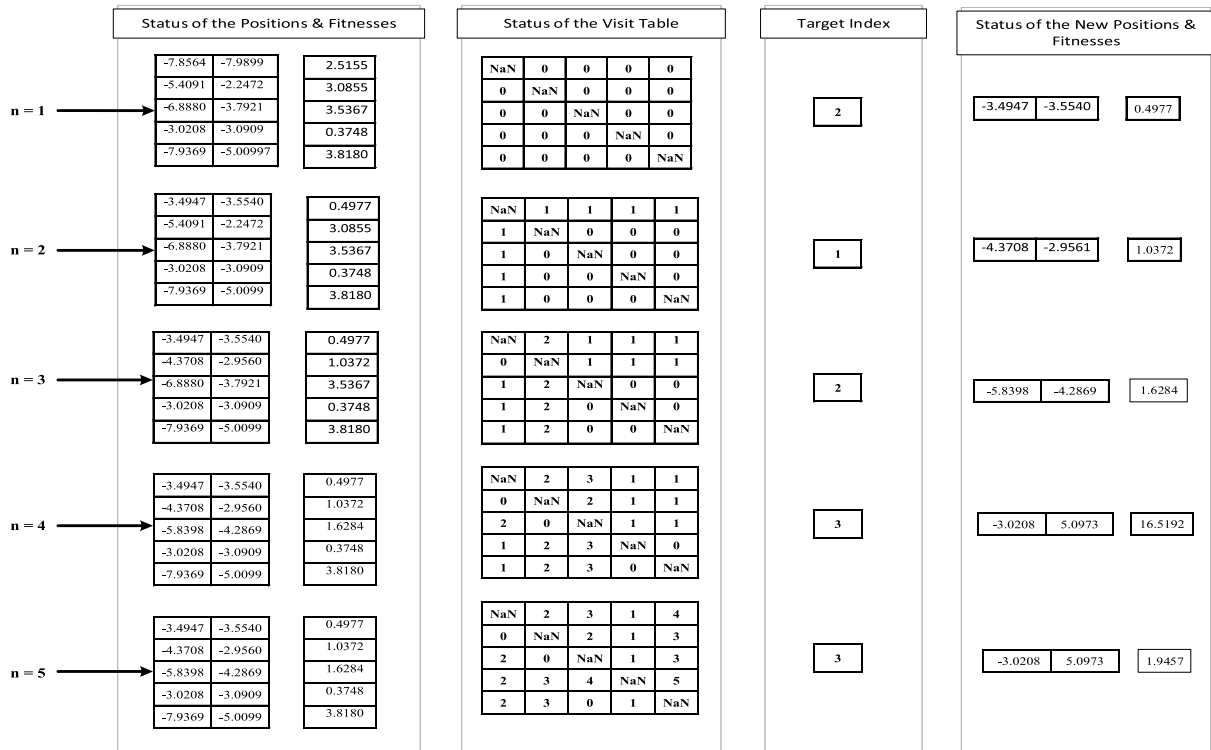 Status of the Positions & Fitnesses
Status of the Visit Table
Target Index
Status of the New Positions &
Fitnesses
n = 1
-7.8564 -7.9899 2.5155
-5.4091 -2.2472 3.0855
-6.8880 -3.7921 3.5367
-3.0208 -3.0909 0.3748
-7.9369 -5.00997 3.8180
NaN 0 0 0 0
0 NaN 0 0 0
0 0 NaN 0 0
0 0 0 NaN 0
0 0 0 0 NaN
2
-3.4947 -3.5540 0.4977
n = 2
-3.4947 -3.5540 0.4977
-5.4091 -2.2472 3.0855
-6.8880 -3.7921 3.5367
-3.0208 -3.0909 0.3748
-7.9369 -5.0099 3.8180
NaN 1 1 1 1
1 NaN 0 0 0
1 0 NaN 0 0
1 0 0 NaN 0
1 0 0 0 NaN
1
-4.3708 -2.9561 1.0372
n = 3
-3.4947 -3.5540 0.4977
-4.3708 -2.9560 1.0372
-6.8880 -3.7921 3.5367
-3.0208 -3.0909 0.3748
-7.9369 -5.0099 3.8180
NaN 2 1 1 1
0 NaN 1 1 1
1 2 NaN 0 0
1 2 0 NaN 0
1 2 0 0 NaN
2
-5.8398 -4.2869 1.6284
n = 4
-3.4947 -3.5540 0.4977
-4.3708 -2.9560 1.0372
-5.8398 -4.2869 1.6284
-3.0208 -3.0909 0.3748
-7.9369 -5.0099 3.8180
NaN 2 3 1 1
0 NaN 2 1 1
2 0 NaN 1 1
1 2 3 NaN 0
1 2 3 0 NaN
3
-3.0208 5.0973 16.5192
n = 5
-3.4947 -3.5540 0.4977
-4.3708 -2.9560 1.0372
-5.8398 -4.2869 1.6284
-3.0208 -3.0909 0.3748
-7.9369 -5.0099 3.8180
NaN 2 3 1 4
0 NaN 2 1 3
2 0 NaN 1 3
2 3 4 NaN 5
2 3 0 1 NaN
3
-3.0208 5.0973 1.9457